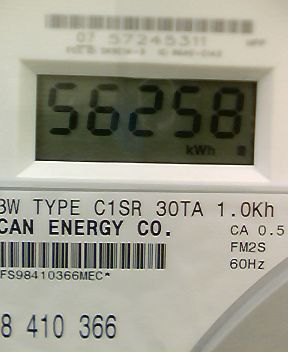 07 57245311
56258
kWh
3W TYPE C1SR 30TA 1.0Kh
CAN ENERGY CO.
CA 0.5
FM2S
60Hz
FS98410366MEC*
8 410 366